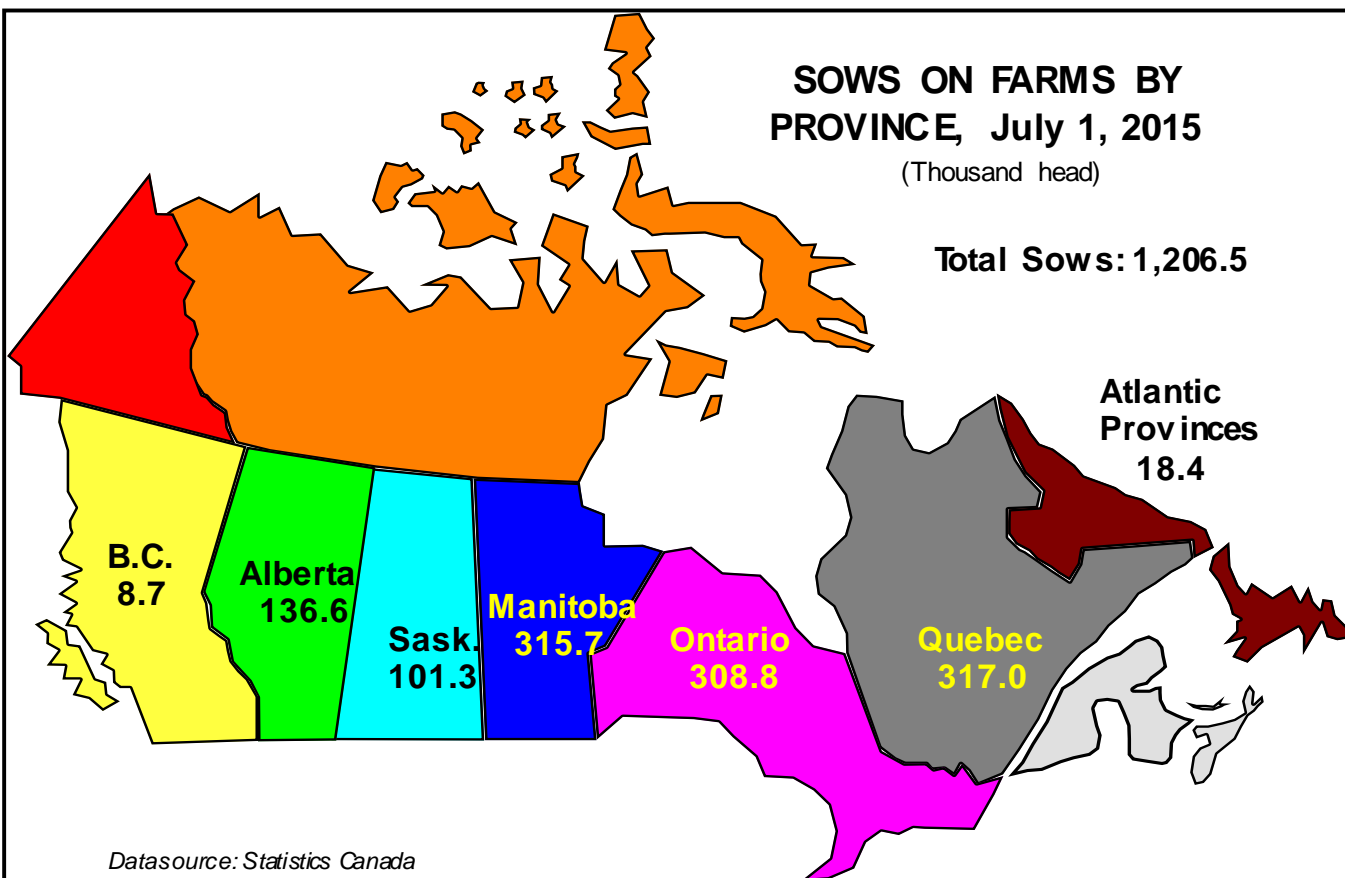 SOWS ON FARMS BY
PROVINCE, July 1, 2015
(Thousand head)
Total Sows: 1,206.5
Atlantic
Provinces
18.4
B.C.
8.7
Alberta
136.6
Sask.
101.3
Manitoba
315.7
Ontario
308.8
Quebec
317.0
Datasource: Statistics Canada